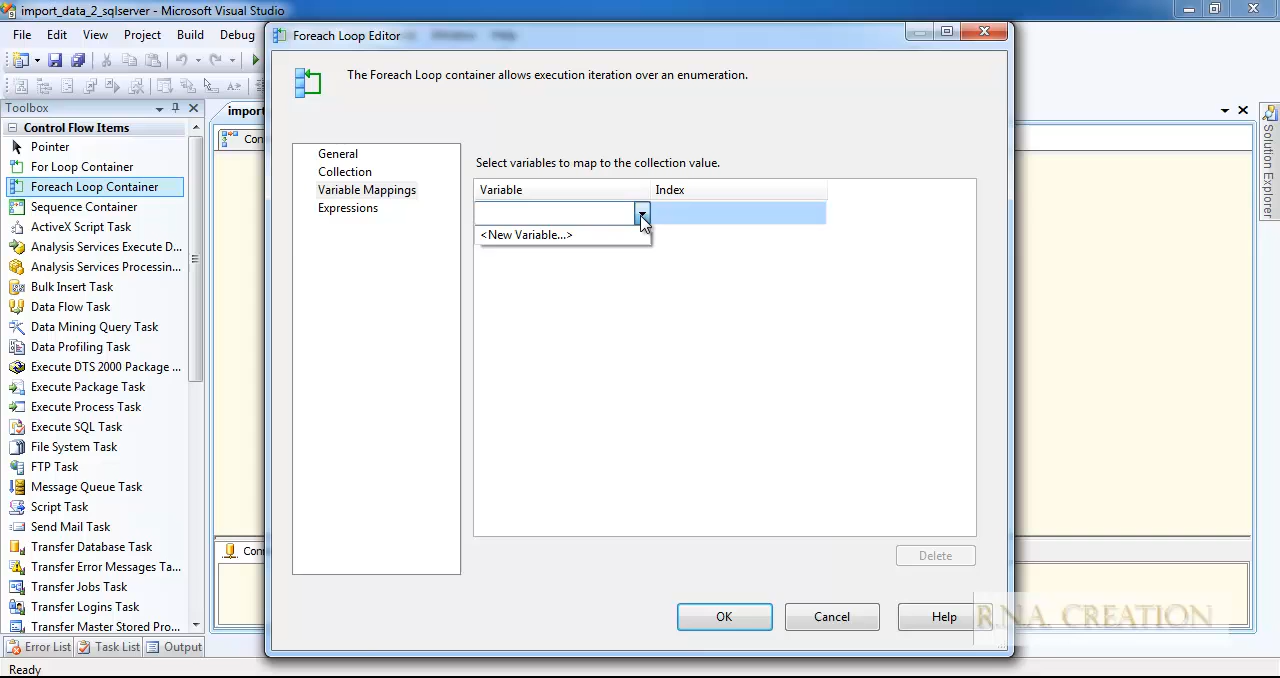 import_data_2_sqlserver - Microsoft Visual Studio
File Edit View Project Build Debug
Foreach Loop Editor
Window Help
The Foreach Loop container allows execution iteration over an enumeration.
Toolbox
import
Control Flow Items
Con
Pointer
For Loop Container
Foreach Loop Container
Sequence Container
ActiveX Script Task
Analysis Services Execute D...
Analysis Services Processin...
Bulk Insert Task
Data Flow Task
Data Mining Query Task
Data Profiling Task
Execute DTS 2000 Package ...
Execute Package Task
Execute Process Task
Execute SQL Task
File System Task
FTP Task
Message Queue Task
Script Task
Send Mail Task
Transfer Database Task
Transfer Error Messages Ta...
Transfer Jobs Task
Transfer Logins Task
Transfer Master Stored Pro...
General
Collection
Variable Mappings
Expressions
Select variables to map to the collection value.
Variable Index
<New Variable...>
Delete
OK Cancel Help
Conn
Solution Explorer
R.N.A. CREATION
Error List Task List Output
Ready